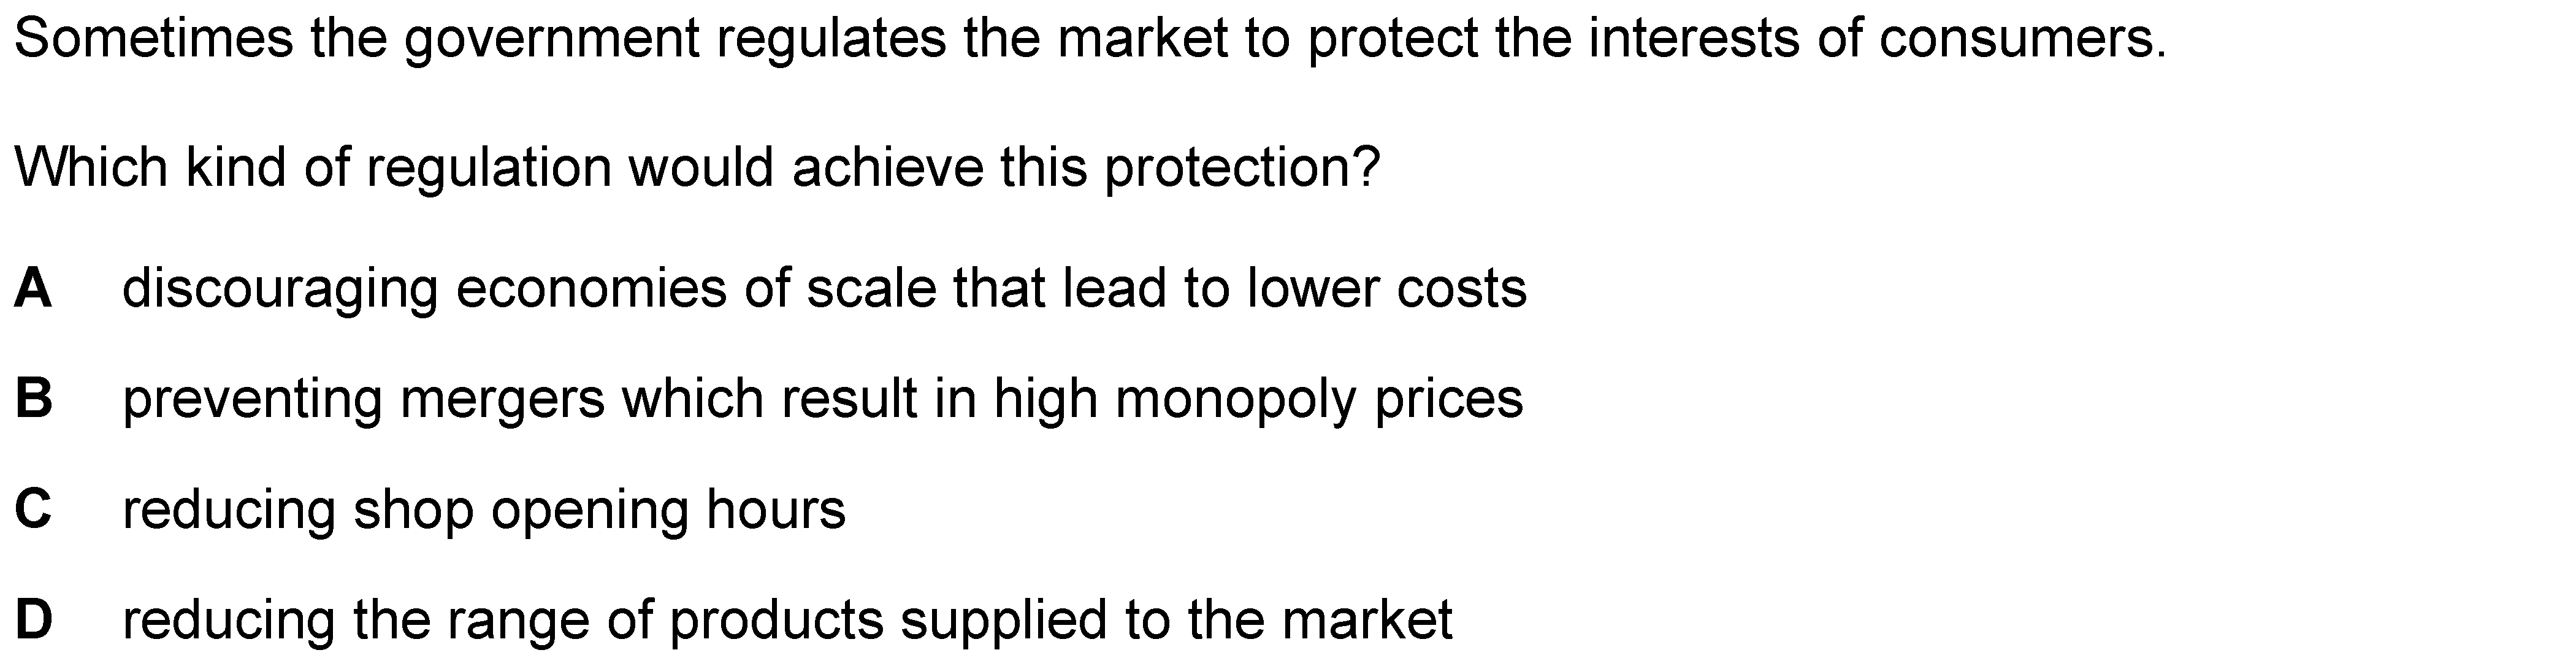 Sometimes the government regulates the market to protect the interests of consumers.
Which kind of regulation would achieve this protection?
A discouraging economies of scale that lead to lower costs
B preventing mergers which result in high monopoly prices
C reducing shop opening hours
D reducing the range of products supplied to the market